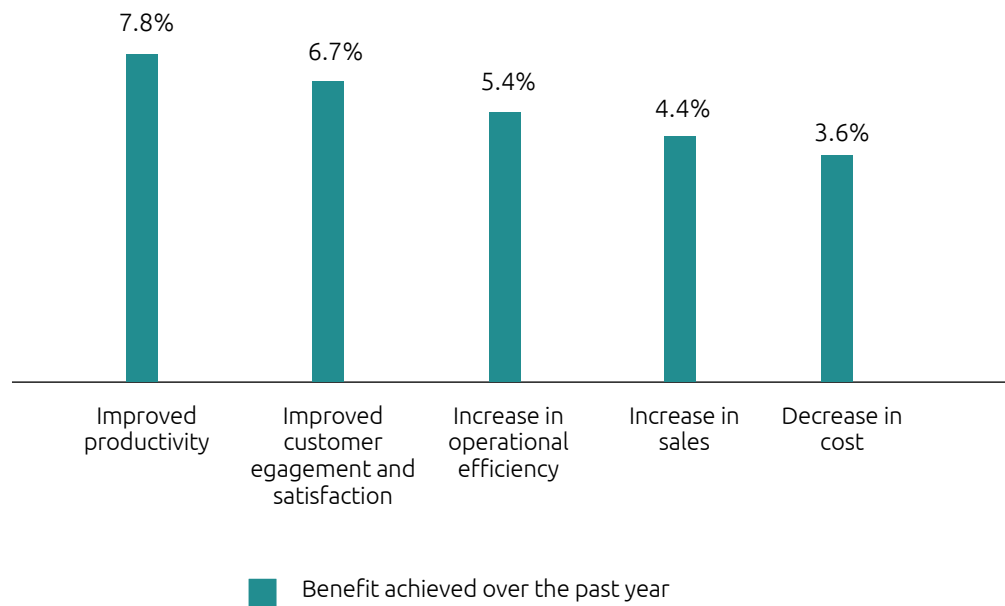 7.8%
6.7%
5.4%
4.4%
3.6%
Improved
productivity
Improved
customer
egagement and
satisfaction
Increase in
operational
efficiency
Increase in
sales
Decrease in
cost
Benefit achieved over the past year